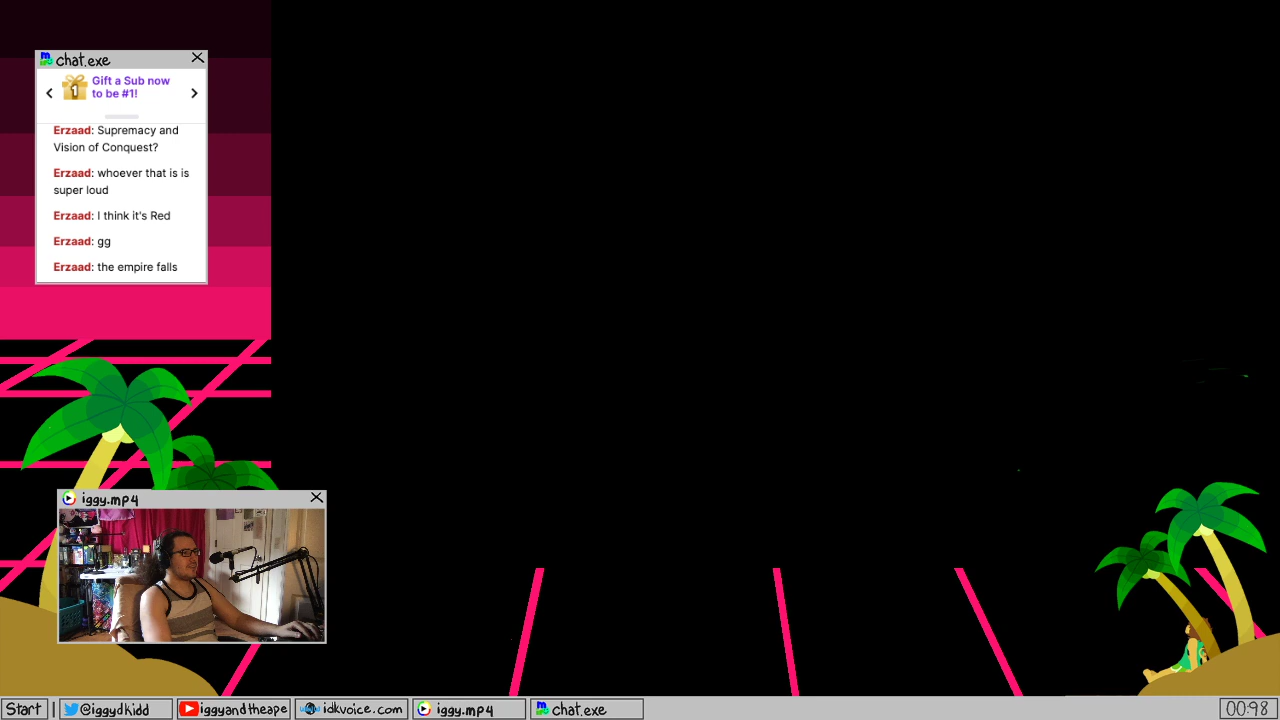 chat.exe
Gift a Sub now
to be #1!
1
Erzaad: Supremacy and
Vision of Conquest?
Erzaad: whoever that is is
super loud
Erzaad: I think it's Red
Erzaad: gg
Erzaad: the empire falls
iggy.mp4
Start | @iggydkidd iggyandtheape www idkvoice.com iggy.mp4 chat.exe 00:98